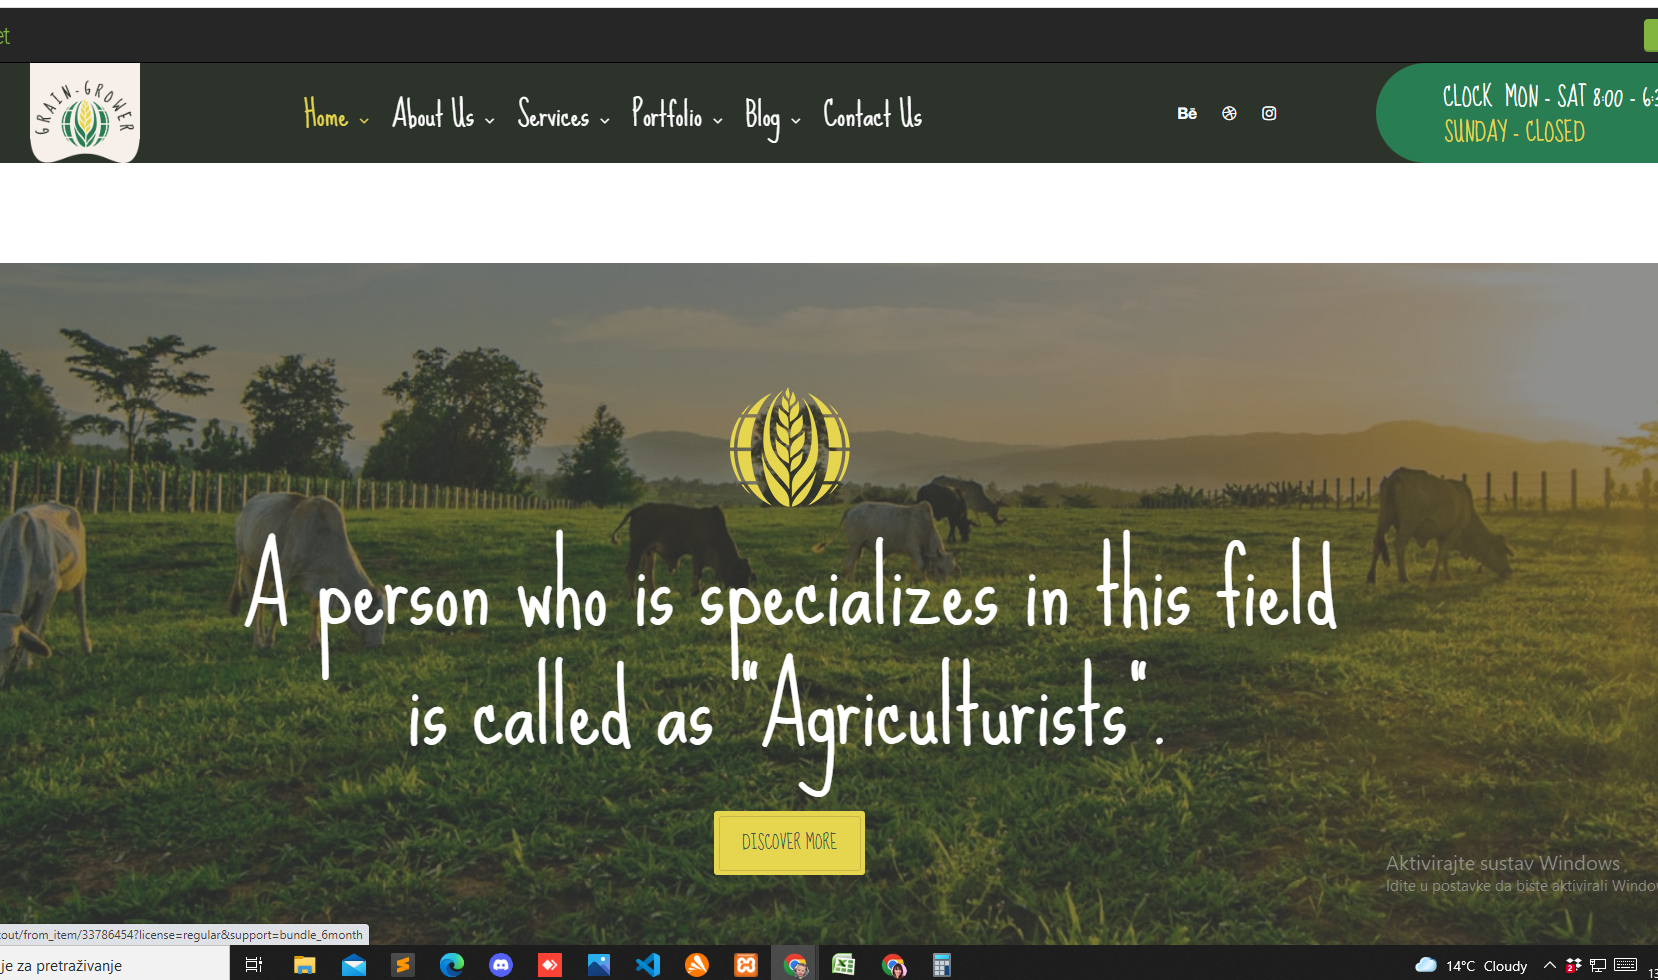 et
GRAIN-GROWER
Home About Us Services Portfolio Blog Contact Us
Bē
CLOCK MON - SAT 8:00 - 6:3
SUNDAY - CLOSED
A person who is specializes in this field
is called as "Agriculturists".
DISCOVER MORE
Aktivirajte sustav Windows
Idite u postavke da biste aktivirali Windo
out/from_item/33786454?license=regular&support=bundle_6month
je za pretraživanje
14°C Cloudy
13